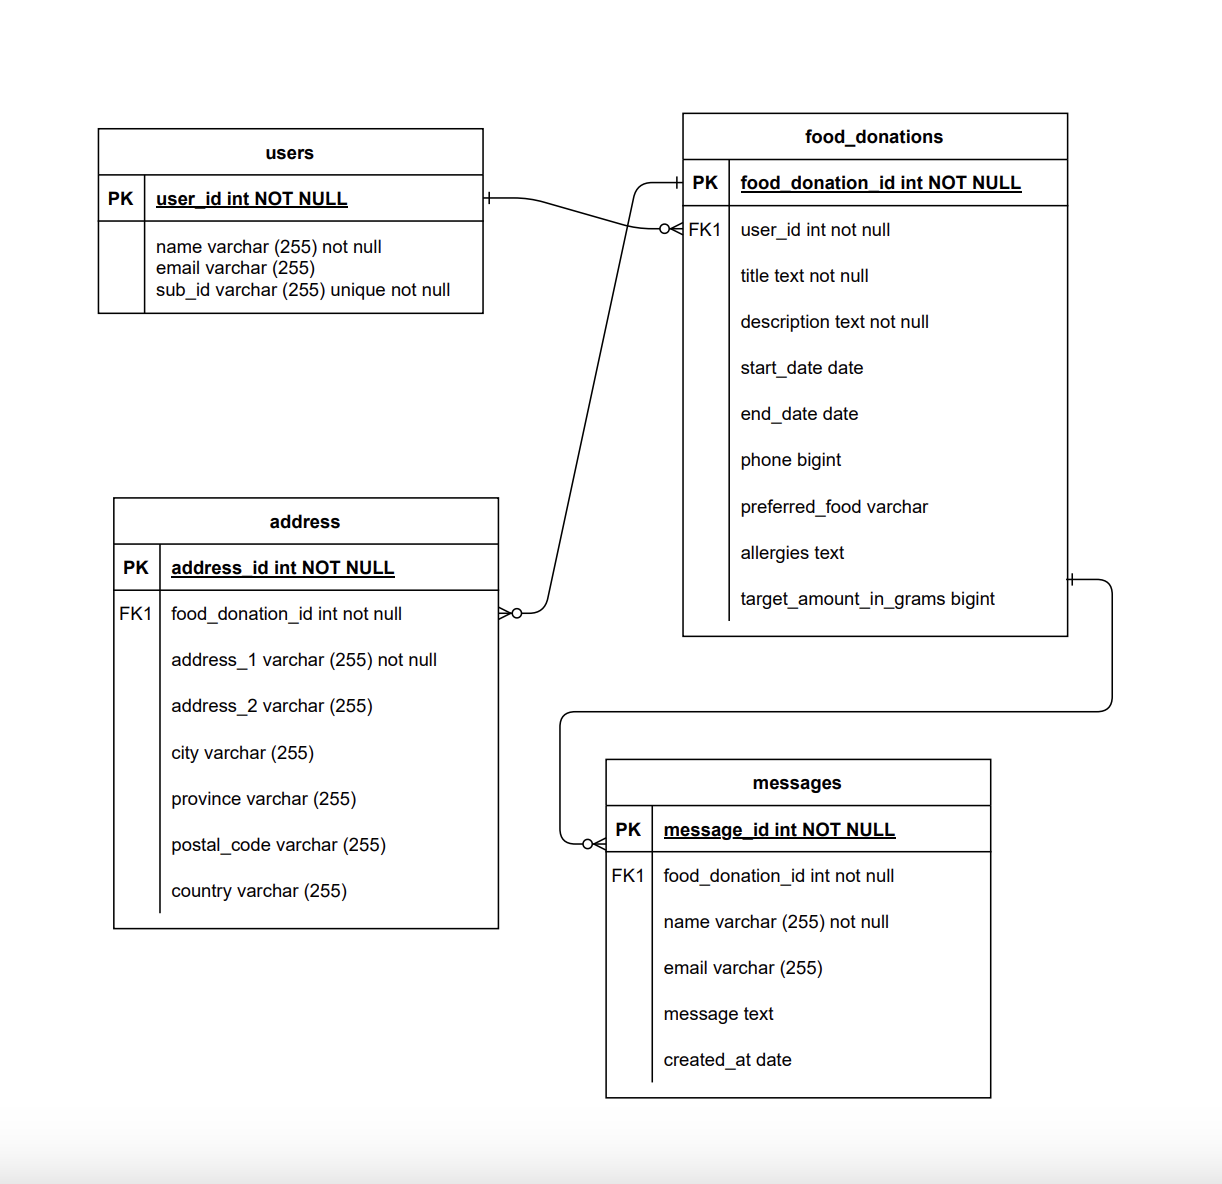 users
PK user_id int NOT NULL
name varchar (255) not null
email varchar (255)
sub_id varchar (255) unique not null
food_donations
PK food_donation_id int NOT NULL
FK1 user_id int not null
title text not null
description text not null
start_date date
end_date date
phone bigint
preferred_food varchar
allergies text
target_amount_in_grams bigint
address
PK address_id int NOT NULL
FK1 food_donation_id int not null
address_1 varchar (255) not null
address_2 varchar (255)
city varchar (255)
province varchar (255)
postal_code varchar (255)
country varchar (255)
messages
PK message_id int NOT NULL
FK1 food_donation_id int not null
name varchar (255) not null
email varchar (255)
message text
created_at date